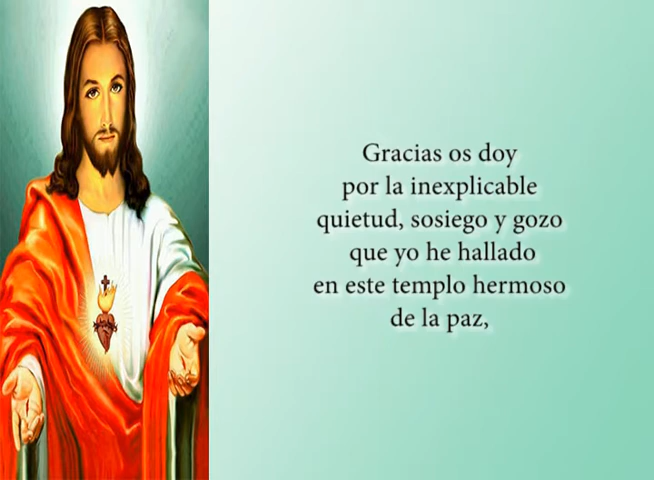 Gracias os doy
por la inexplicable
quietud, sosiego y gozo
que yo he hallado
en este templo hermoso
de la paz,